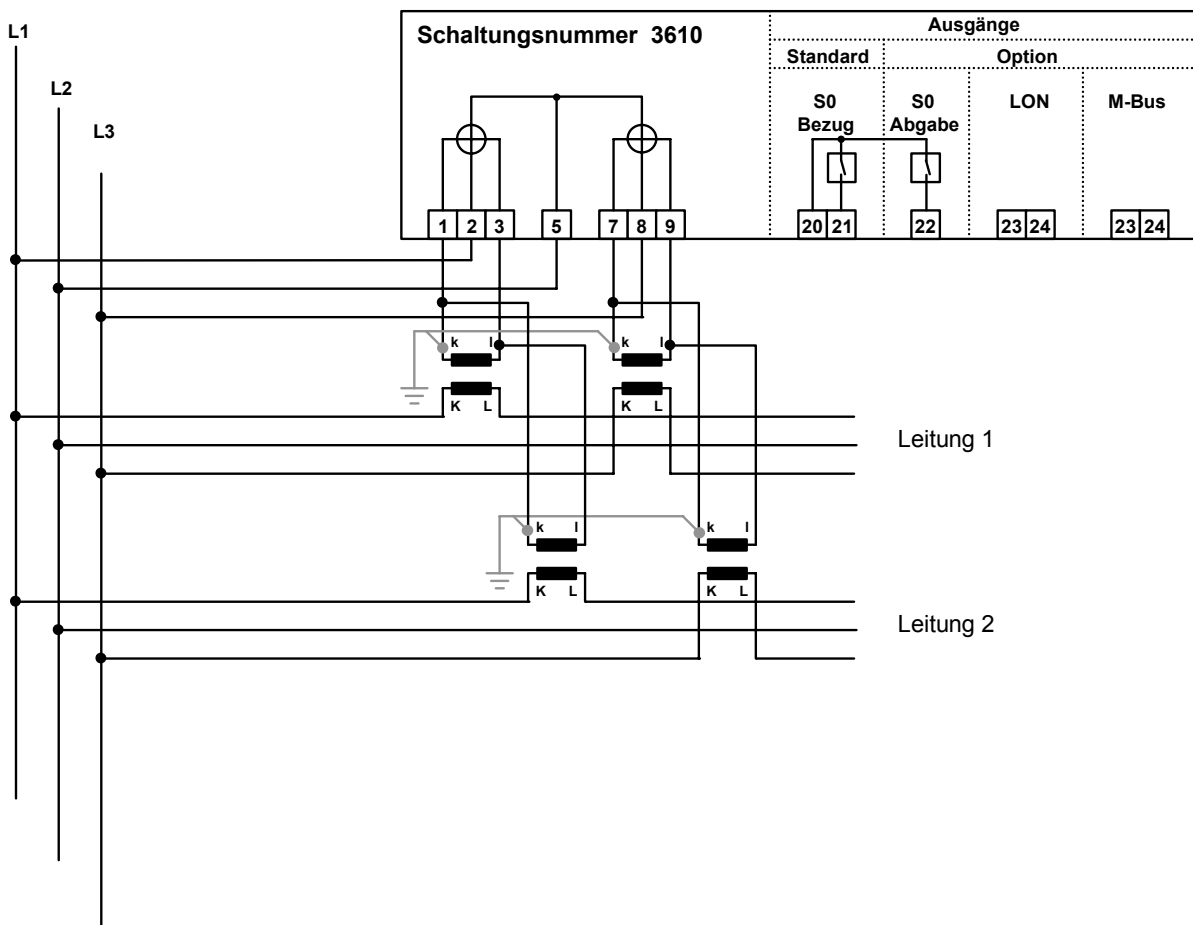 L1
L2
L3
Schaltungsnummer 3610
Ausgänge
Standard
Option
S0
Bezug
S0
Abgabe
LON
M-Bus
1 2 3 5 7 8 9 20 21 22 23 24 23 24
k l k l
K L K L
Leitung 1
k l k l
K L K L
Leitung 2